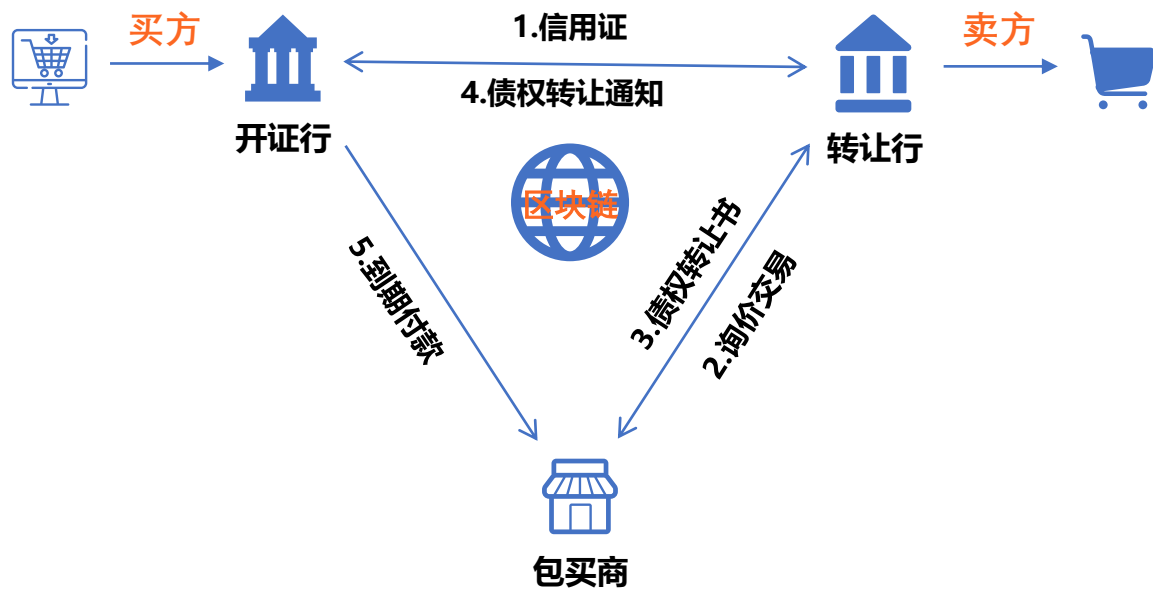 买方
1.信用证
卖方
4.债权转让通知
开证行
转让行
区块链
5.到期付款
3.债权转让书
2.询价交易
包买商